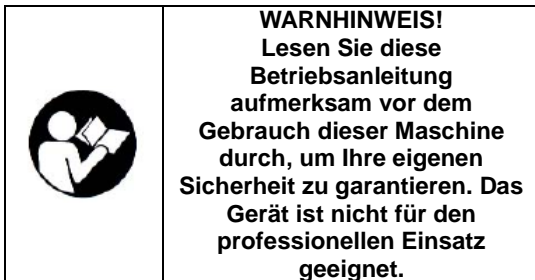 WARNHINWEIS!
Lesen Sie diese
Betriebsanleitung
aufmerksam vor dem
Gebrauch dieser Maschine
durch, um Ihre eigenen
Sicherheit zu garantieren. Das
Gerät ist nicht für den
professionellen Einsatz
geeignet.